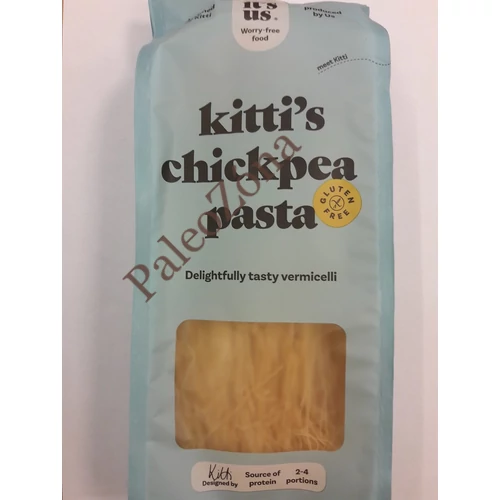 it's
us®
Worry-free
food
produced
by Us
meet Kitti
kitti's
chickpea
pasta
GLUTEN
FREE
Delightfully tasty vermicelli
PaleoZona
Kitti
Designed by
Source of
protein
2-4
portions